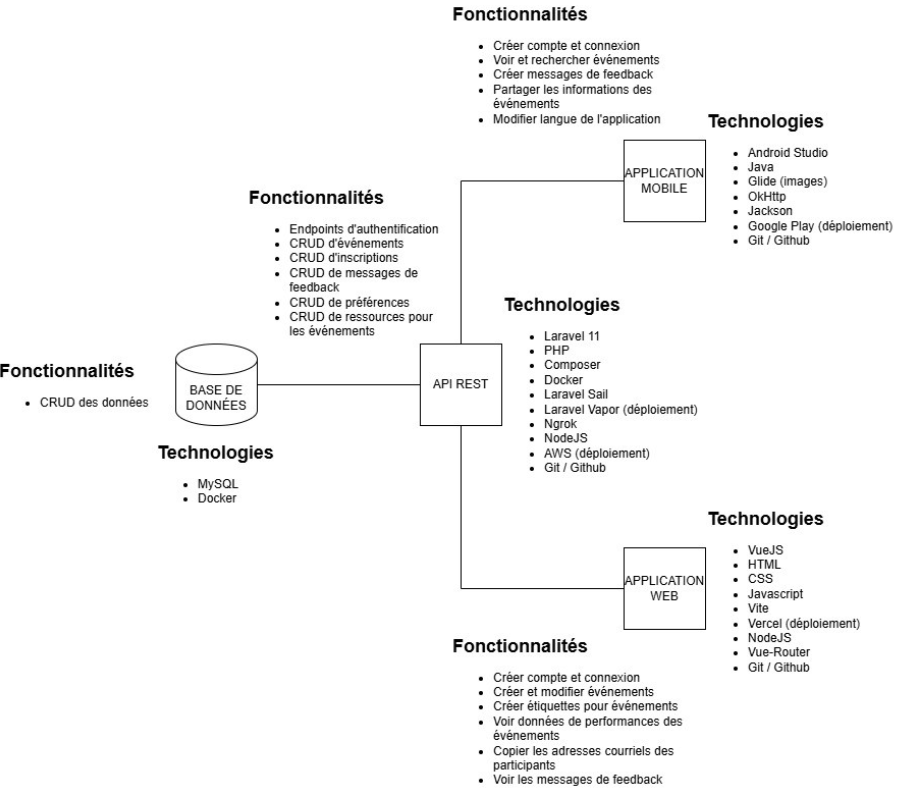 Fonctionnalités
Créer compte et connexion
Voir et rechercher événements
Créer messages de feedback
Partager les informations des
événements
Modifier langue de l'application
Technologies
Android Studio
Java
Glide (images)
OkHttp
Jackson
Google Play (déploiement)
Git / Github
APPLICATION
MOBILE
Fonctionnalités
Endpoints d'authentification
CRUD d'événements
CRUD d'inscriptions
CRUD de messages de
feedback
CRUD de préférences
CRUD de ressources pour
les événements
Technologies
Laravel 11
PHP
Composer
Docker
Laravel Sail
Laravel Vapor (déploiement)
Ngrok
NodeJS
AWS (déploiement)
Git / Github
API REST
Fonctionnalités
CRUD des données
BASE DE
DONNÉES
Technologies
MySQL
Docker
Technologies
VueJS
HTML
CSS
Javascript
Vite
Vercel (déploiement)
NodeJS
Vue-Router
Git / Github
APPLICATION
WEB
Fonctionnalités
Créer compte et connexion
Créer et modifier événements
Créer étiquettes pour événements
Voir données de performances des
événements
Copier les adresses courriels des
participants
Voir les messages de feedback